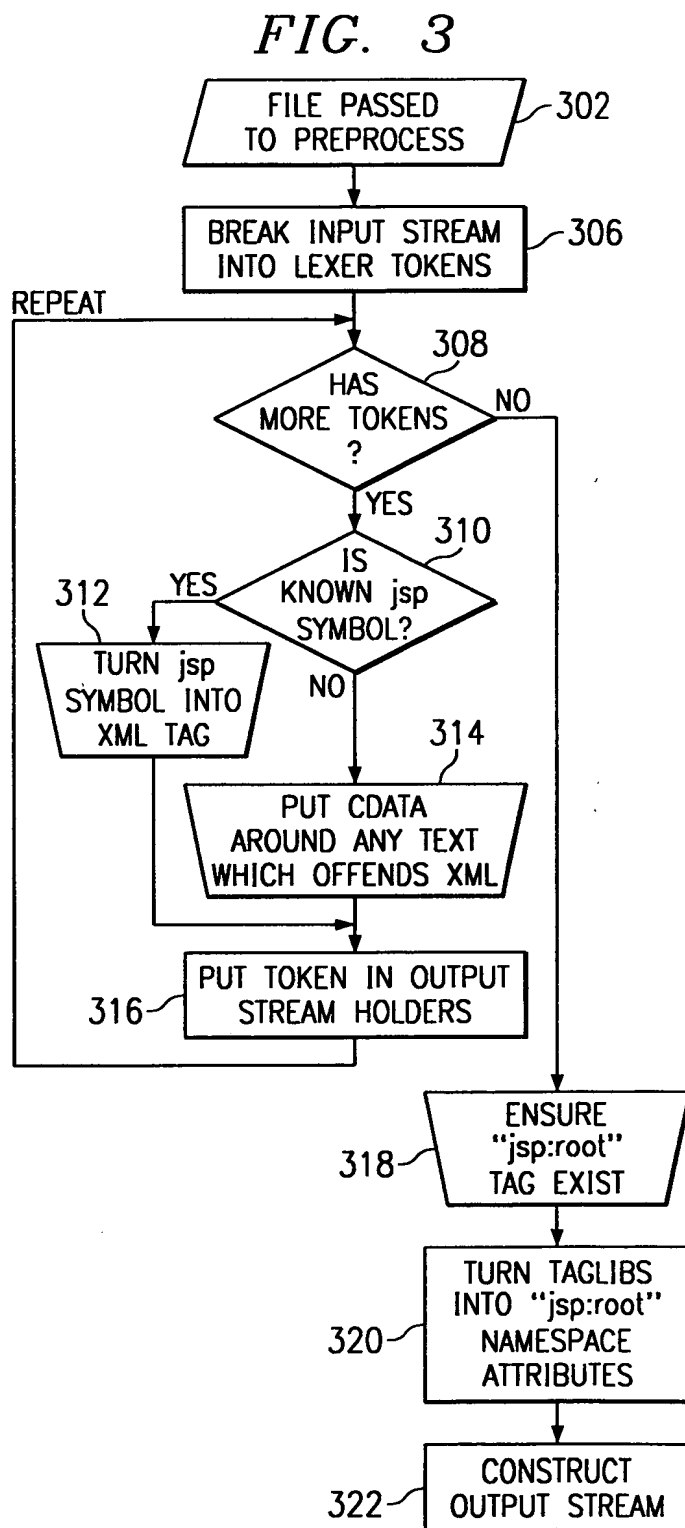 FIG. 3
FILE PASSED
TO PREPROCESS
302
BREAK INPUT STREAM
INTO LEXER TOKENS
306
REPEAT
308
HAS
MORE TOKENS
?
NO
YES
310
IS
KNOWN jsp
SYMBOL?
YES
312
TURN jsp
SYMBOL INTO
XML TAG
NO
314
PUT CDATA
AROUND ANY TEXT
WHICH OFFENDS XML
PUT TOKEN IN OUTPUT
STREAM HOLDERS
316
ENSURE
“jsp:root”
TAG EXIST
318
TURN TAGLIBS
INTO “jsp:root”
NAMESPACE
ATTRIBUTES
320
CONSTRUCT
OUTPUT STREAM
322